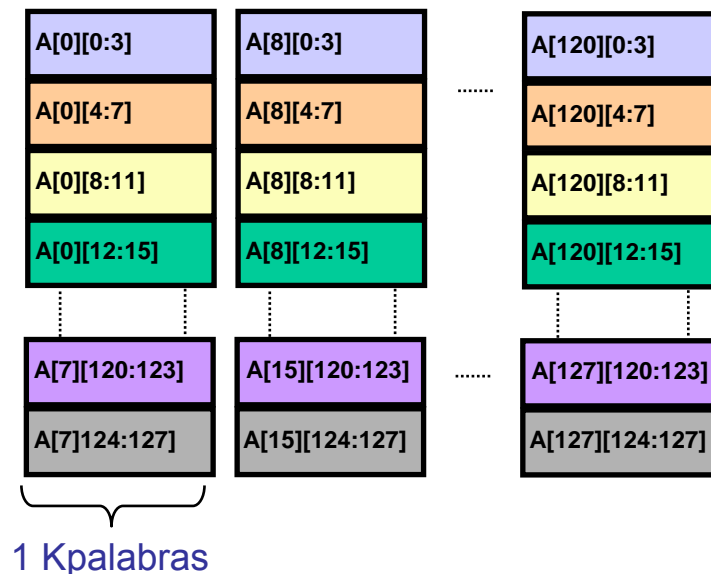 A[0][0:3] A[8][0:3] A[120][0:3]
A[0][4:7] A[8][4:7] ....... A[120][4:7]
A[0][8:11] A[8][8:11] A[120][8:11]
A[0][12:15] A[8][12:15] A[120][12:15]
A[7][120:123] A[15][120:123] ....... A[127][120:123]
A[7]124:127] A[15][124:127] A[127][124:127]
1 Kpalabras